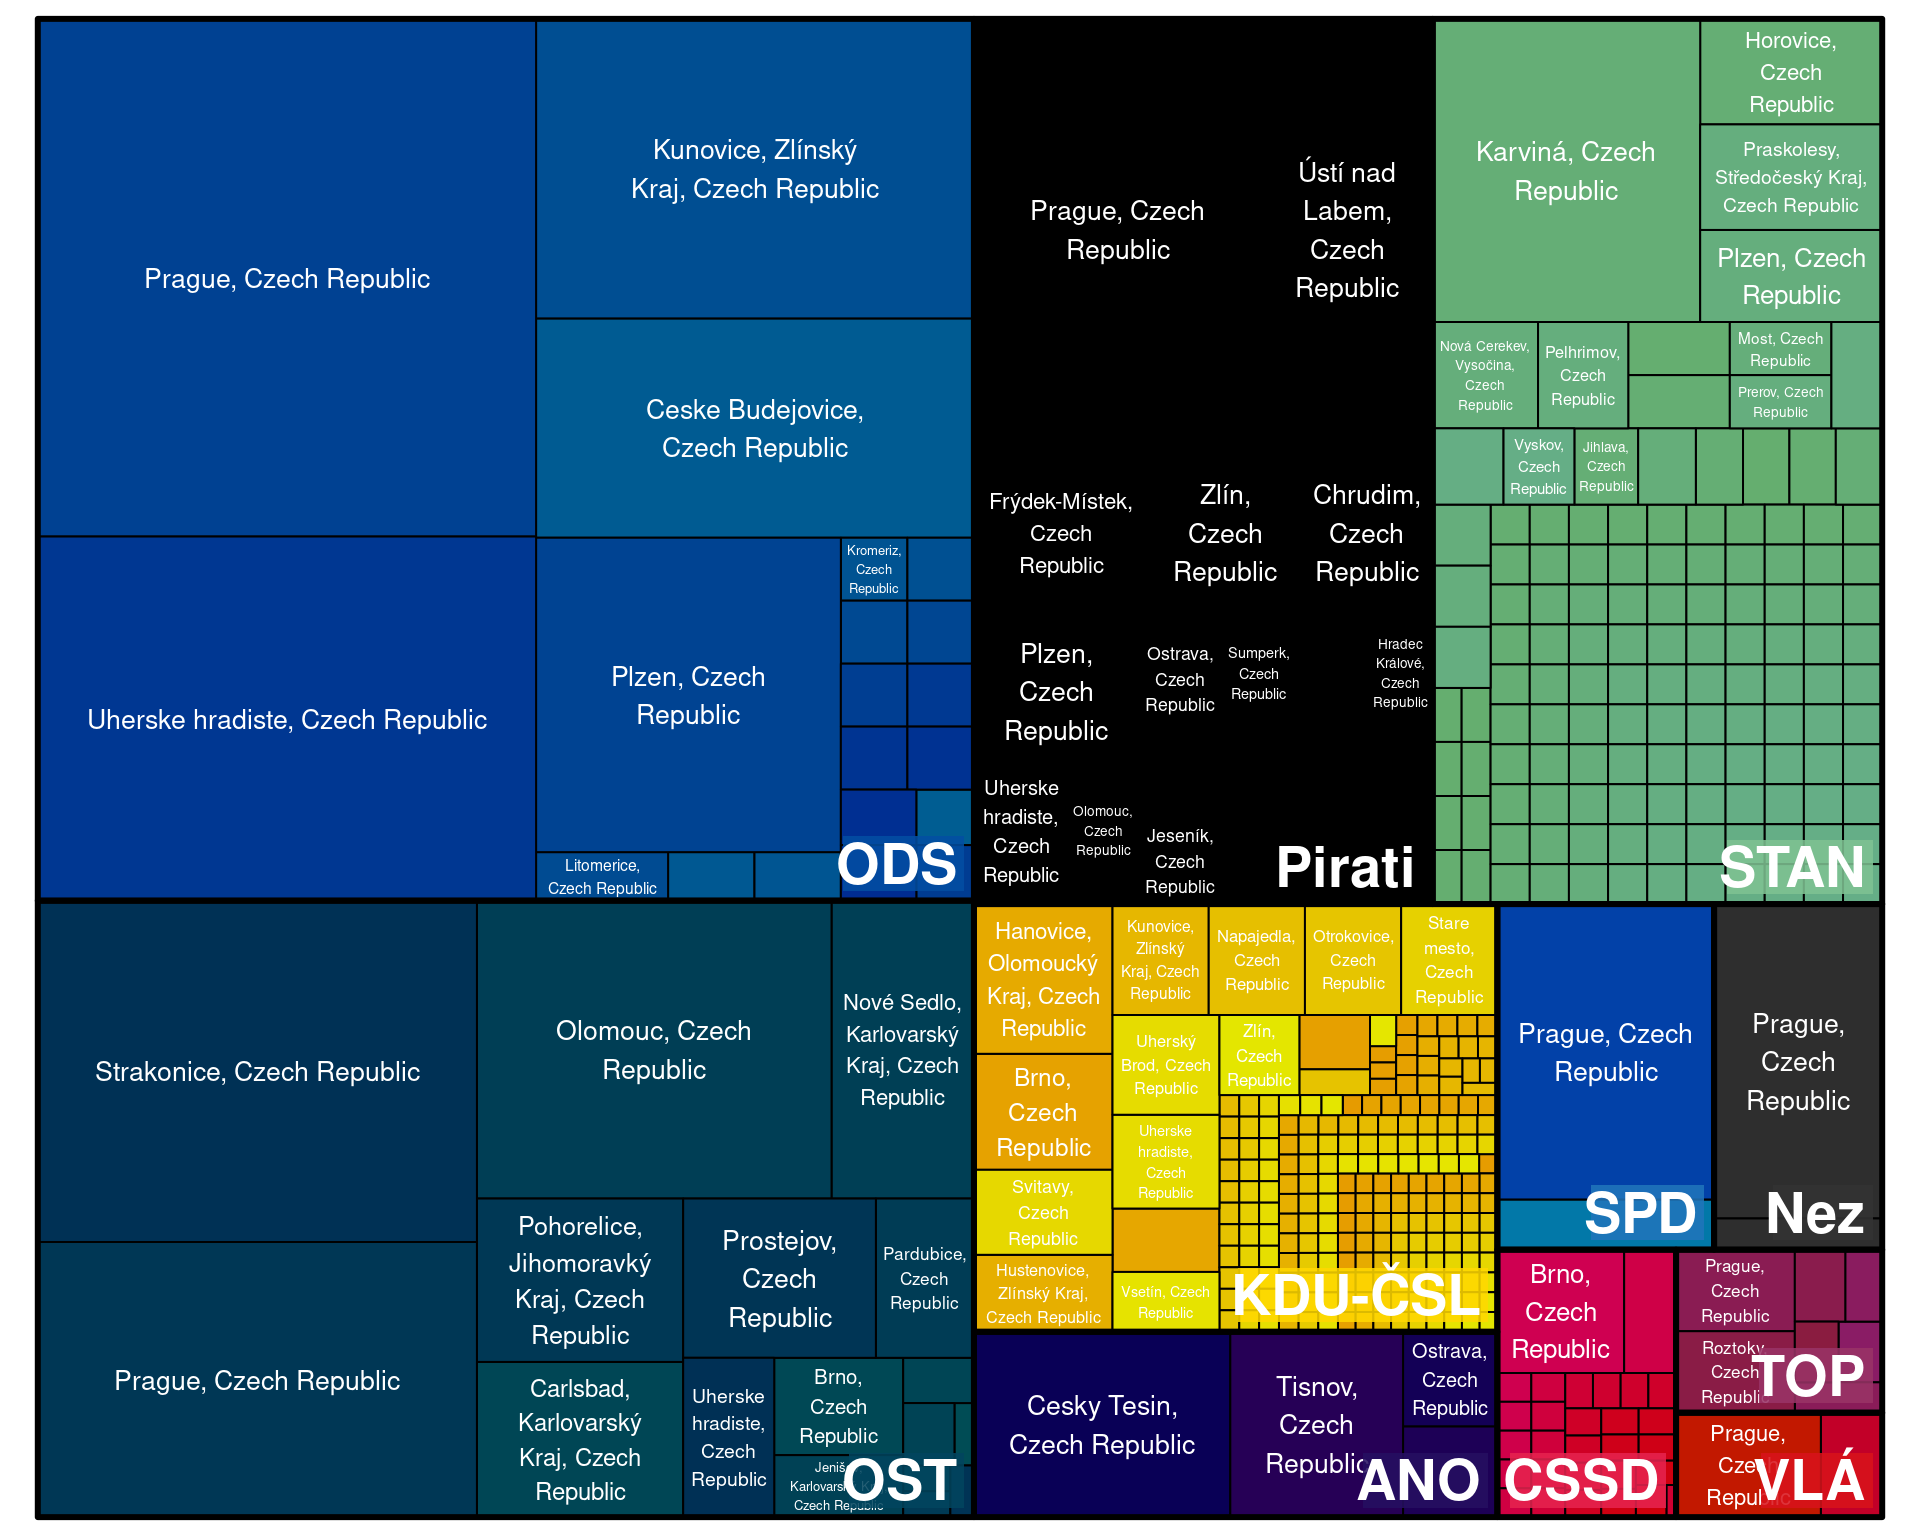 Prague, Czech Republic
Kunovice, Zlínský
Kraj, Czech Republic
Ceske Budejovice,
Czech Republic
Uherske hradiste, Czech Republic
Plzen, Czech
Republic
Kromeriz,
Czech
Republic
Litomerice,
Czech Republic
ODS
Prague, Czech
Republic
Ústí nad
Labem,
Czech
Republic
Frýdek-Místek,
Czech
Republic
Zlín,
Czech
Republic
Chrudim,
Czech
Republic
Plzen,
Czech
Republic
Ostrava,
Czech
Republic
Sumperk,
Czech
Republic
Hradec
Králové,
Czech
Republic
Uherske
hradiste,
Czech
Republic
Olomouc,
Czech
Republic
Jeseník,
Czech
Republic
Pirati
Karviná, Czech
Republic
Horovice,
Czech
Republic
Praskolesy,
Středočeský Kraj,
Czech Republic
Plzen, Czech
Republic
Nová Cerekev,
Vysočina,
Czech
Republic
Pelhrimov,
Czech
Republic
Most, Czech
Republic
Prerov, Czech
Republic
Vyskov,
Czech
Republic
Jihlava,
Czech
Republic
STAN
Strakonice, Czech Republic
Prague, Czech Republic
Olomouc, Czech
Republic
Nové Sedlo,
Karlovarský
Kraj, Czech
Republic
Pohorelice,
Jihomoravký
Kraj, Czech
Republic
Prostejov,
Czech
Republic
Pardubice,
Czech
Republic
Carlsbad,
Karlovarský
Kraj, Czech
Republic
Uherske
hradiste,
Czech
Republic
Brno,
Czech
Republic
Czech Republic
OST
Hanovice,
Olomoucký
Kraj, Czech
Republic
Kunovice,
Zlínský
Kraj, Czech
Republic
Napajedla,
Czech
Republic
Otrokovice,
Czech
Republic
Stare
mesto,
Czech
Republic
Brno,
Czech
Republic
Uherský
Brod, Czech
Republic
Zlín,
Czech
Republic
Uherske
hradiste,
Czech
Republic
Svitavy,
Czech
Republic
Hustenovice,
Zlínský Kraj,
Czech Republic
Vsetín, Czech
Republic
KDU-ČSL
Prague, Czech
Republic
SPD
Prague,
Czech
Republic
Nez
Cesky Tesin,
Czech Republic
Tisnov,
Czech
Republic
Ostrava,
Czech
Republic
ANO
Brno,
Czech
Republic
CSSD
Prague,
Czech
Republic
Roztoky,
Czech
Republic
TOP
Prague,
Czech
Republic
VLÁ